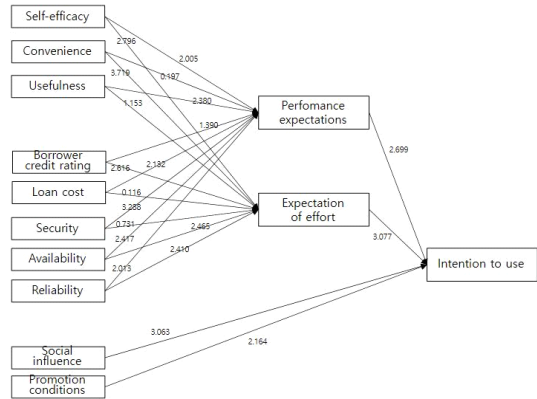 Self-efficacy
2.796
2.005
Convenience
3.719
0.197
Usefulness
2.380
1.153
Perfomance
expectations
1.390
2.699
Borrower
credit rating
2.616
2.132
Loan cost
0.116
3.288
Expectation
of effort
Security
0.731
2.465
3.077
2.417
2.410
Availability
2.013
Intention to use
Reliability
3.063
2.164
Social
influence
Promotion
conditions